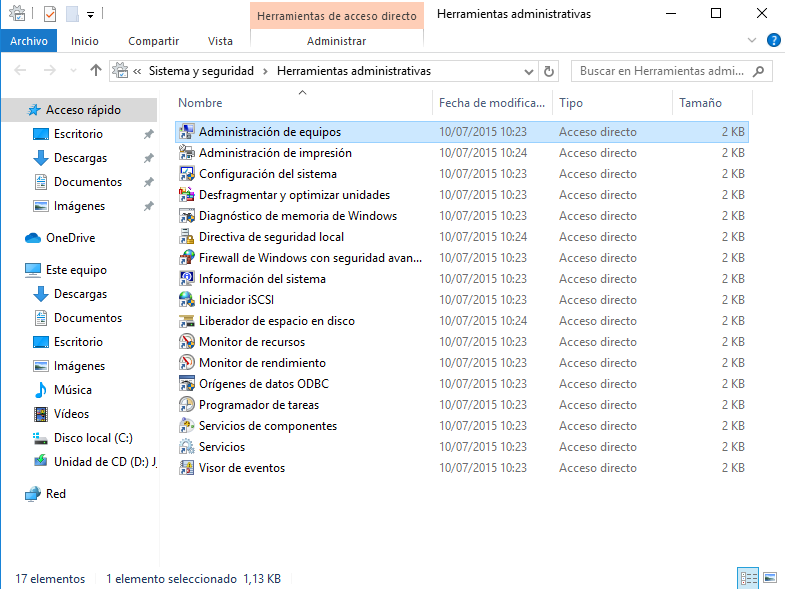 Herramientas de acceso directo
Herramientas administrativas
Archivo
Inicio
Compartir
Vista
Administrar
« Sistema y seguridad › Herramientas administrativas
Buscar en Herramientas admi...
Acceso rápido
Escritorio
Descargas
Documentos
Imágenes
OneDrive
Este equipo
Descargas
Documentos
Escritorio
Imágenes
Música
Vídeos
Disco local (C:)
Unidad de CD (D:) J
Red
Nombre Fecha de modifica... Tipo Tamaño
Administración de equipos 10/07/2015 10:23 Acceso directo 2 KB
Administración de impresión 10/07/2015 10:24 Acceso directo 2 KB
Configuración del sistema 10/07/2015 10:23 Acceso directo 2 KB
Desfragmentar y optimizar unidades 10/07/2015 10:23 Acceso directo 2 KB
Diagnóstico de memoria de Windows 10/07/2015 10:23 Acceso directo 2 KB
Directiva de seguridad local 10/07/2015 10:24 Acceso directo 2 KB
Firewall de Windows con seguridad avan... 10/07/2015 10:23 Acceso directo 2 KB
Información del sistema 10/07/2015 10:23 Acceso directo 2 KB
Iniciador iSCSI 10/07/2015 10:23 Acceso directo 2 KB
Liberador de espacio en disco 10/07/2015 10:24 Acceso directo 2 KB
Monitor de recursos 10/07/2015 10:23 Acceso directo 2 KB
Monitor de rendimiento 10/07/2015 10:23 Acceso directo 2 KB
Orígenes de datos ODBC 10/07/2015 10:23 Acceso directo 2 KB
Programador de tareas 10/07/2015 10:23 Acceso directo 2 KB
Servicios de componentes 10/07/2015 10:23 Acceso directo 2 KB
Servicios 10/07/2015 10:23 Acceso directo 2 KB
Visor de eventos 10/07/2015 10:23 Acceso directo 2 KB
17 elementos
1 elemento seleccionado 1,13 KB